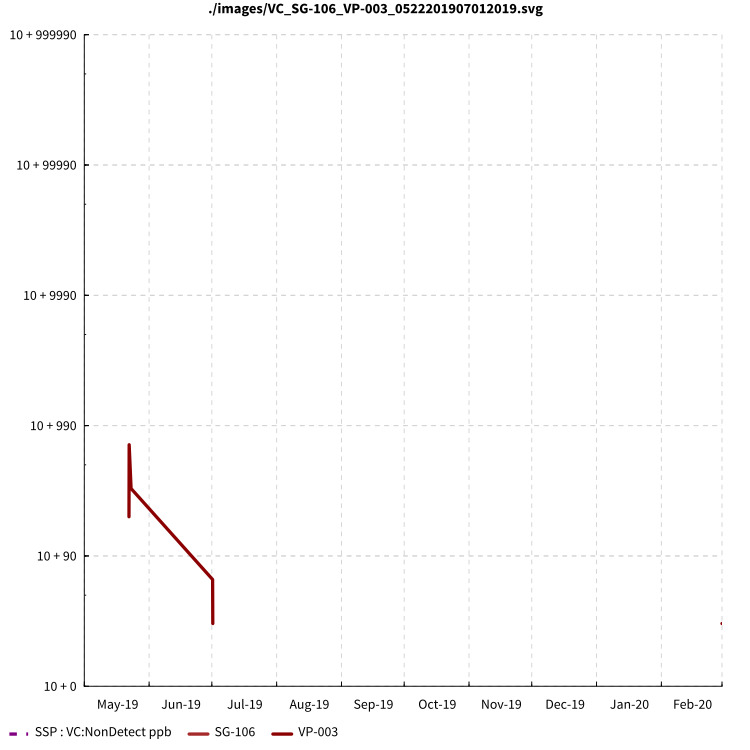 ./images/VC_SG-106_VP-003_0522201907012019.svg
10 + 999990
10 + 99990
10 + 9990
10 + 990
10 + 90
10 + 0
May-19 Jun-19 Jul-19 Aug-19 Sep-19 Oct-19 Nov-19 Dec-19 Jan-20 Feb-20
SSP : VC:NonDetect ppb SG-106 VP-003